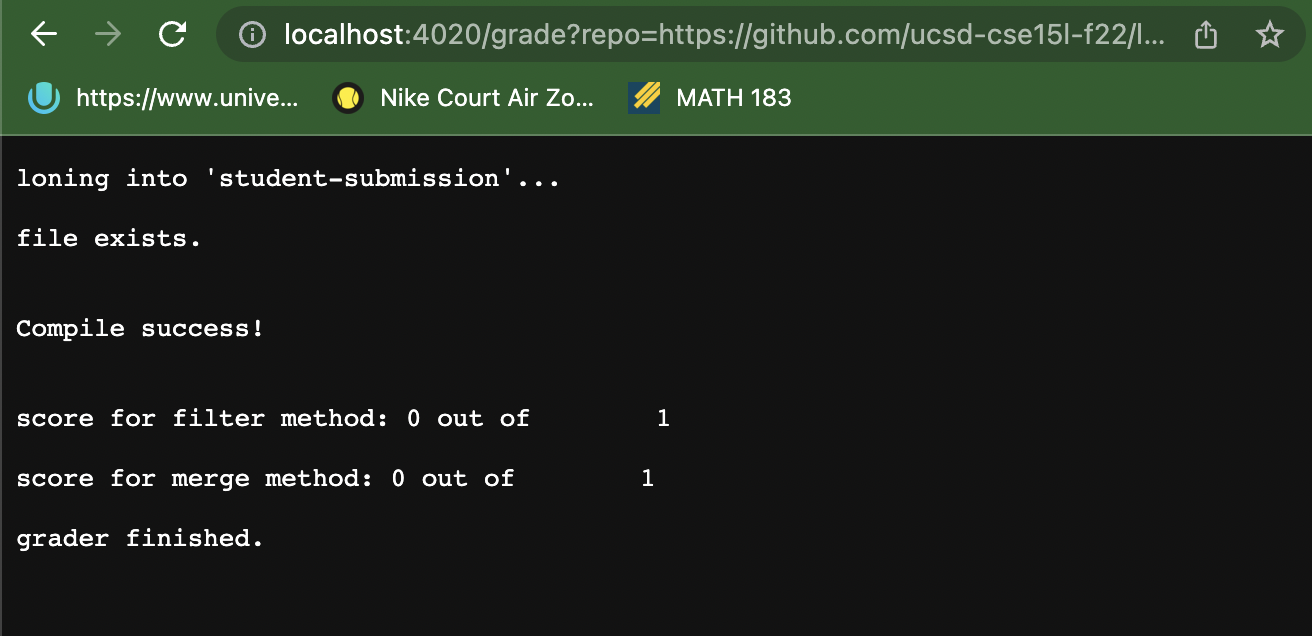 localhost:4020/grade?repo=https://github.com/ucsd-cse15l-f22/l...
https://www.unive... Nike Court Air Zo... MATH 183
loning into 'student-submission'...
file exists.
Compile success!
score for filter method: 0 out of        1
score for merge method: 0 out of        1
grader finished.